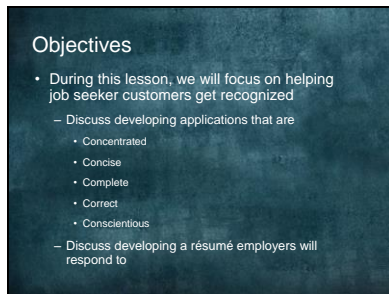 Objectives
• During this lesson, we will focus on helping
job seeker customers get recognized
– Discuss developing applications that are
• Concentrated
• Concise
• Complete
• Correct
• Conscientious
– Discuss developing a résumé employers will
respond to